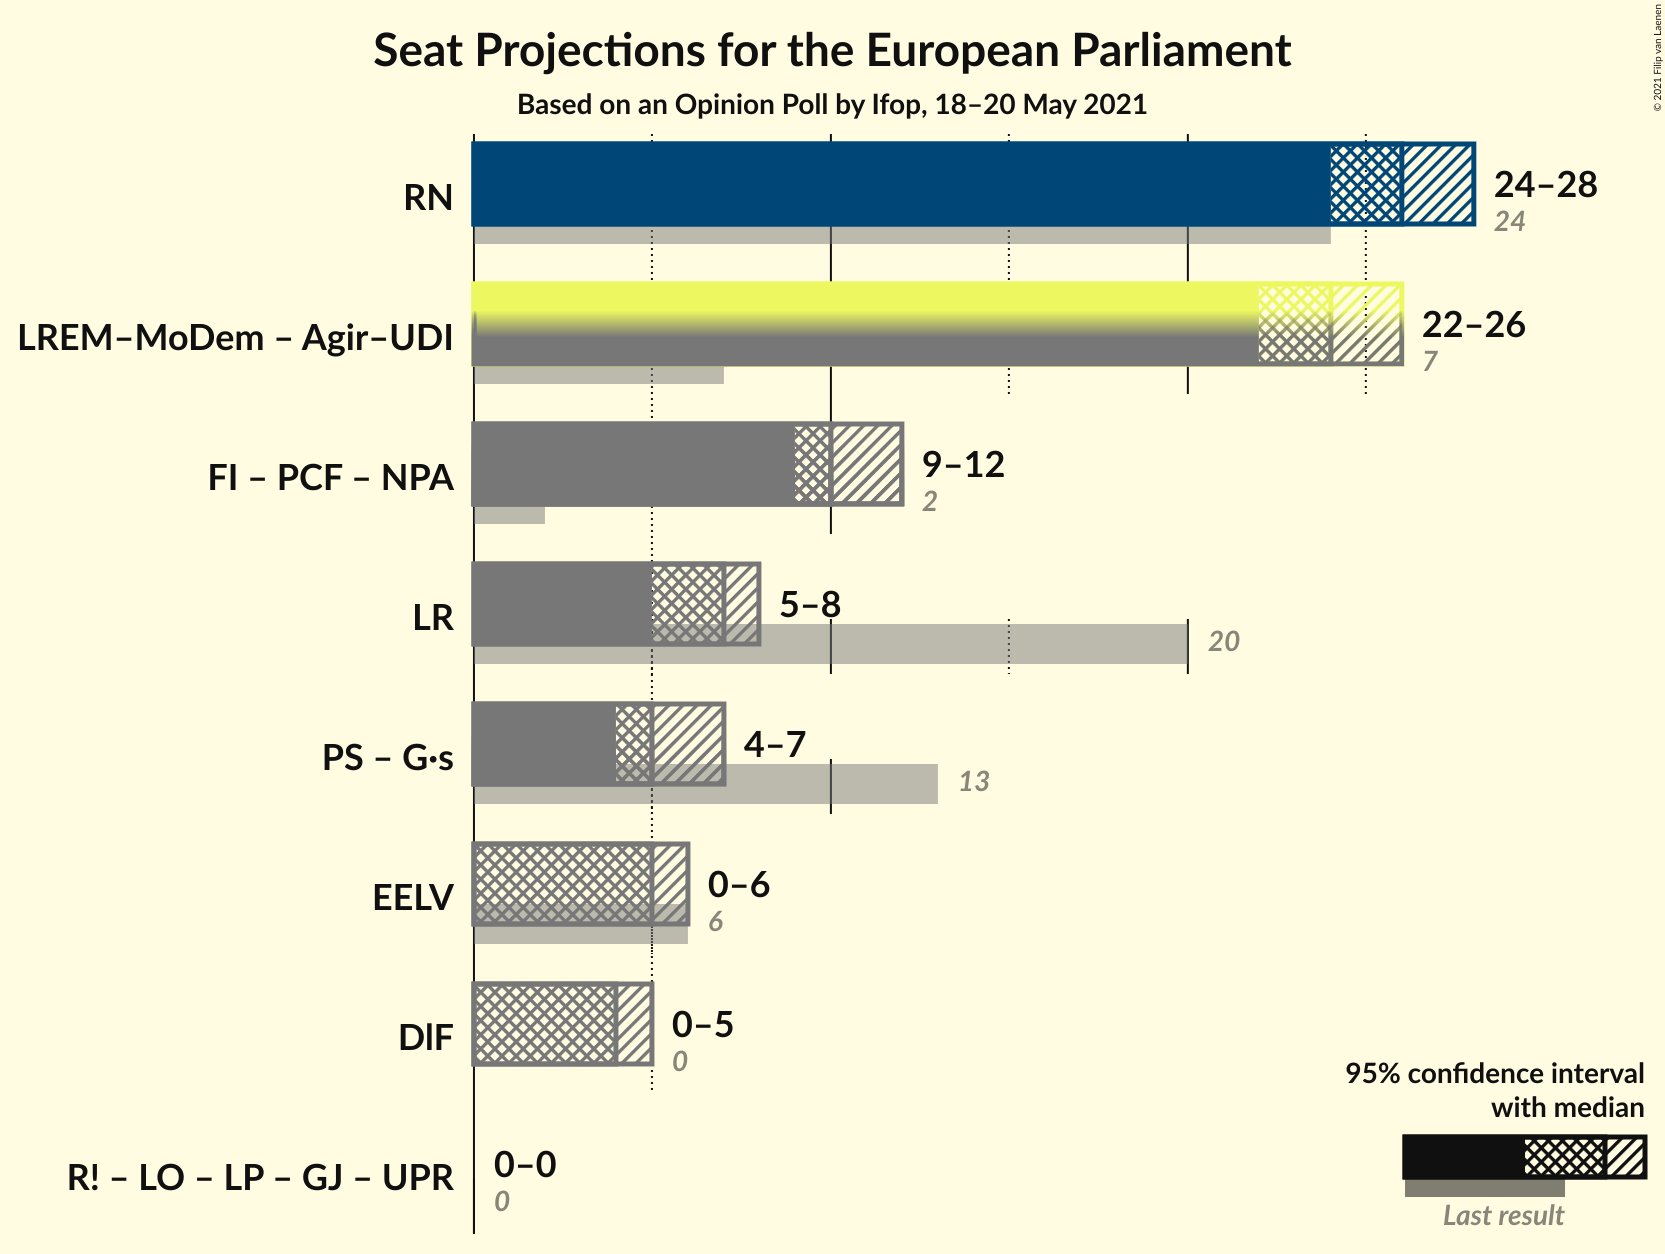 Seat Projections for the European Parliament
Based on an Opinion Poll by Ifop, 18–20 May 2021
© 2021 Filip van Laenen
RN
24–28
24
LREM–MoDem – Agir–UDI
22–26
7
FI – PCF – NPA
9–12
2
LR
5–8
20
PS – G·s
4–7
13
EELV
0–6
6
DlF
0–5
0
R! – LO – LP – GJ – UPR
0–0
0
95% confidence interval
with median
Last result